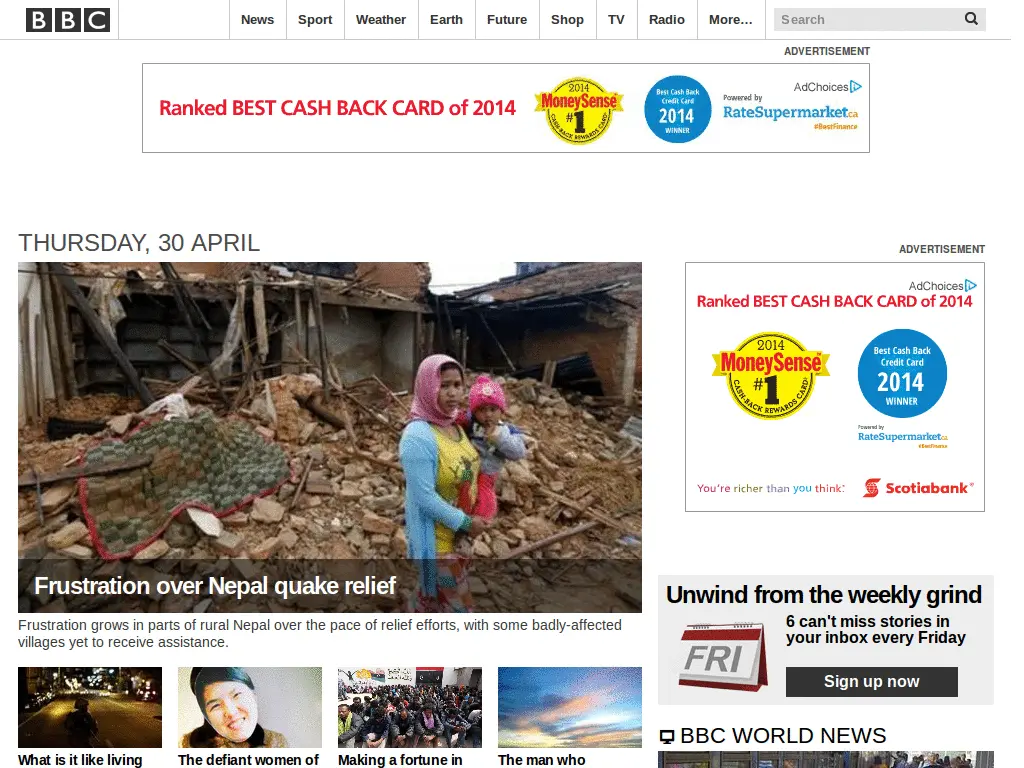 BBC
News Sport Weather Earth Future Shop TV Radio More... Search
ADVERTISEMENT
Ranked BEST CASH BACK CARD of 2014
2014
MoneySense
#1
CASH-BACK REWARDS CARD
Best Cash Back
Credit Card
2014
WINNER
AdChoices
Powered by
RateSupermarket.ca
#BestFinance
THURSDAY, 30 APRIL
Frustration over Nepal quake relief
Frustration grows in parts of rural Nepal over the pace of relief efforts, with some badly-affected
villages yet to receive assistance.
What is it like living
The defiant women of
Making a fortune in
The man who
ADVERTISEMENT
AdChoices
Ranked BEST CASH BACK CARD of 2014
2014
MoneySense™
#1
CASH-BACK REWARDS CARD
Best Cash Back
Credit Card
2014
WINNER
Powered by
RateSupermarket.ca
#BestFinance
You're richer than you think.
Scotiabank®
Unwind from the weekly grind
FRI
6 can't miss stories in
your inbox every Friday
Sign up now
BBC WORLD NEWS